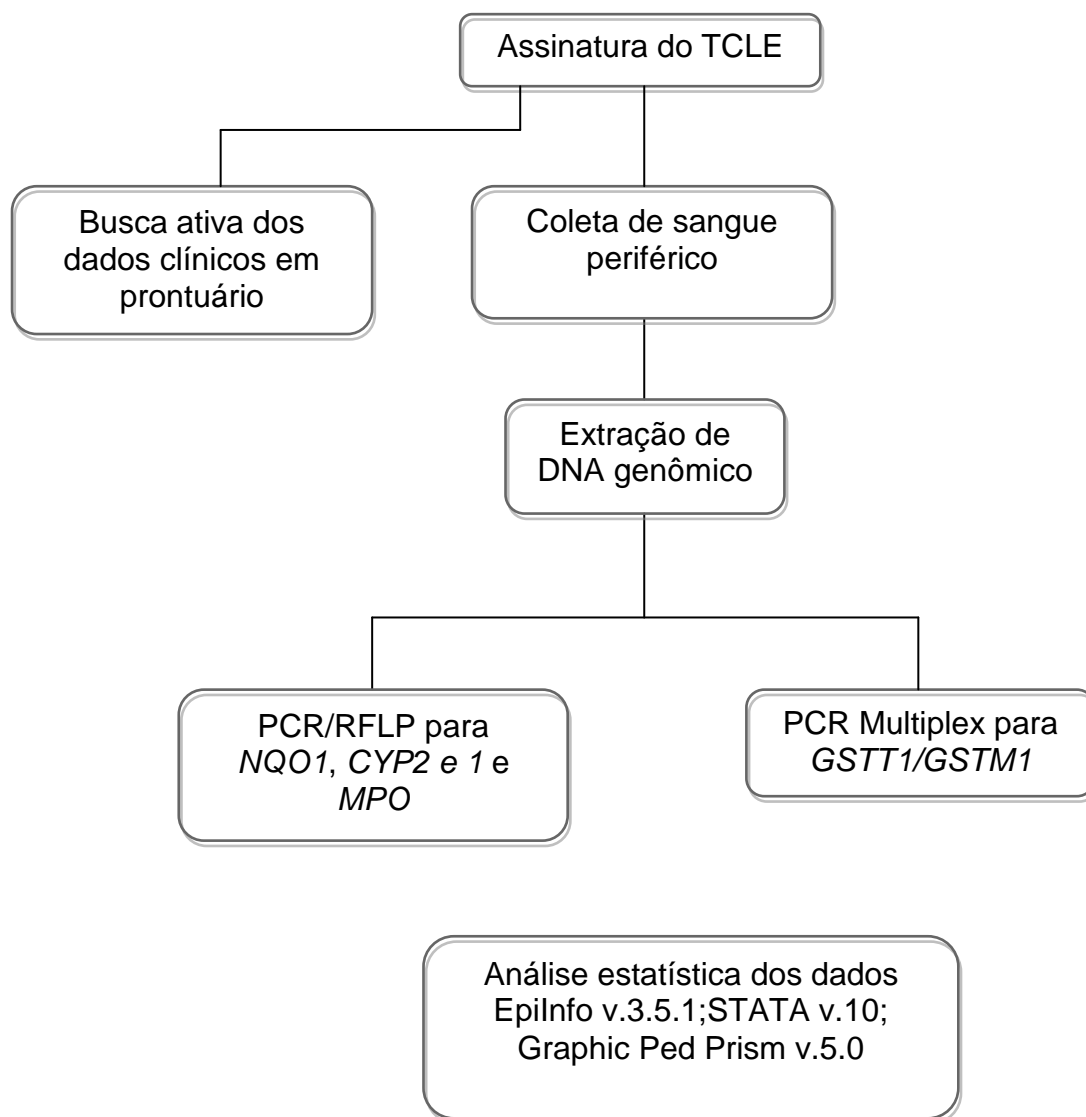 Assinatura do TCLE
Busca ativa dos
dados clínicos em
prontuário
Coleta de sangue
periférico
Extração de
DNA genômico
PCR/RFLP para
NQO1, CYP2 e 1 e
MPO
PCR Multiplex para
GSTT1/GSTM1
Análise estatística dos dados
EpiInfo v.3.5.1;STATA v.10;
Graphic Ped Prism v.5.0